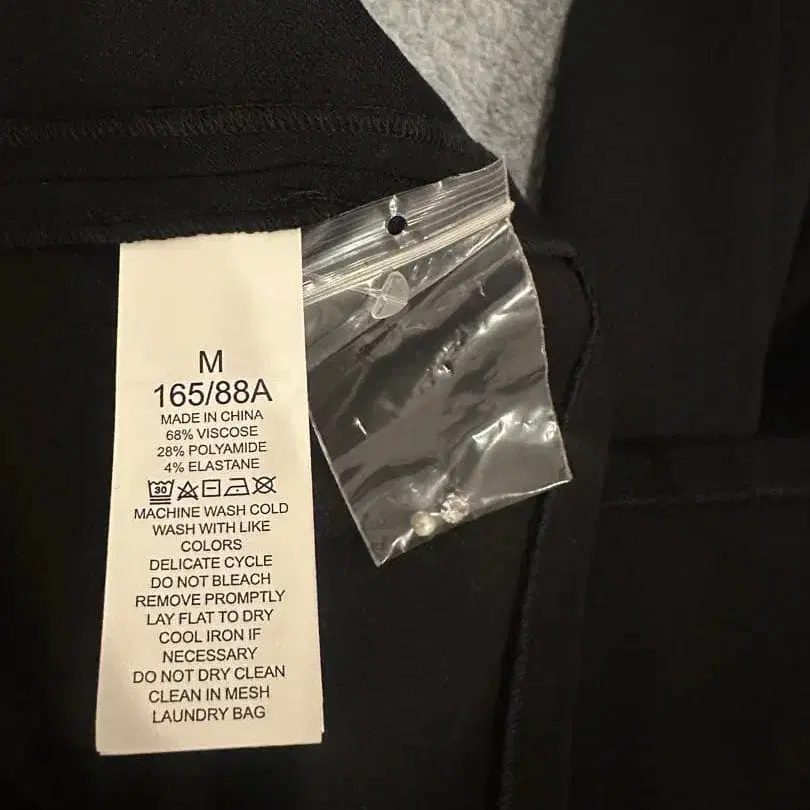 M
165/88A
MADE IN CHINA
68% VISCOSE
28% POLYAMIDE
4% ELASTANE
30
MACHINE WASH COLD
WASH WITH LIKE
COLORS
DELICATE CYCLE
DO NOT BLEACH
REMOVE PROMPTLY
LAY FLAT TO DRY
COOL IRON IF
NECESSARY
DO NOT DRY CLEAN
CLEAN IN MESH
LAUNDRY BAG